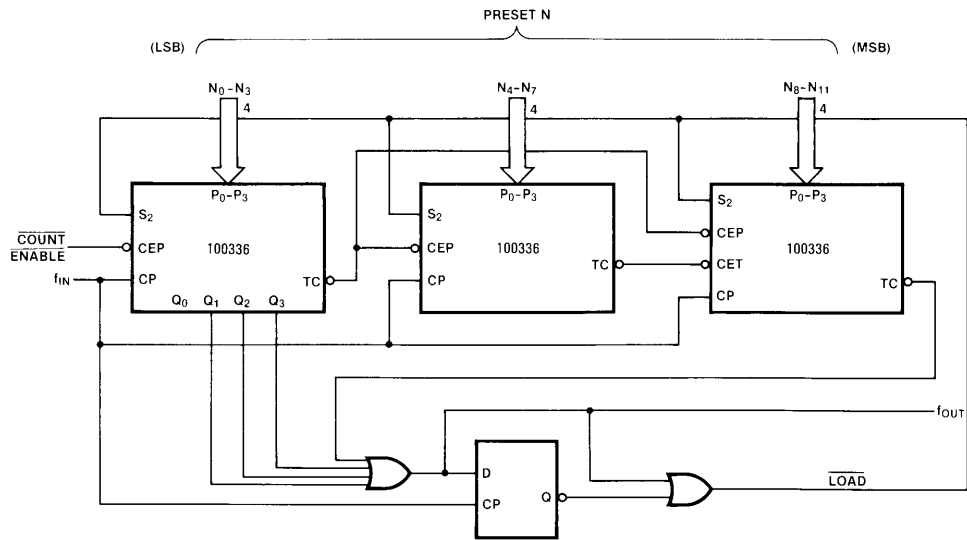 PRESET N
(LSB)
(MSB)
N0–N3
4
N4–N7
4
N8–N11
4
P0–P3
S2
CEP
100336
CP
TC
Q0 Q1 Q2 Q3
P0–P3
S2
CEP
100336
CP
TC
P0–P3
S2
CEP
100336
CET
CP
TC
COUNT
ENABLE
fIN
fOUT
D
CP
Q
LOAD